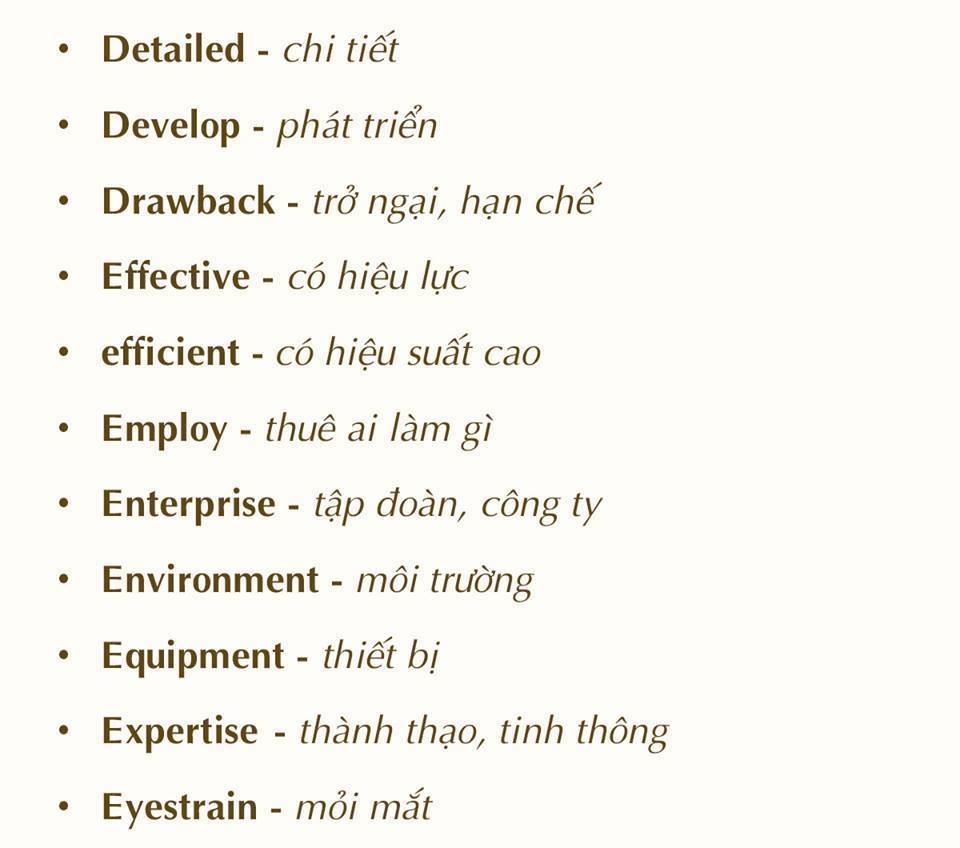 • Detailed - chi tiết
• Develop - phát triển
• Drawback - trở ngại, hạn chế
• Effective - có hiệu lực
• efficient - có hiệu suất cao
• Employ - thuê ai làm gì
• Enterprise - tập đoàn, công ty
• Environment - môi trường
• Equipment - thiết bị
• Expertise - thành thạo, tinh thông
• Eyestrain - mỏi mắt